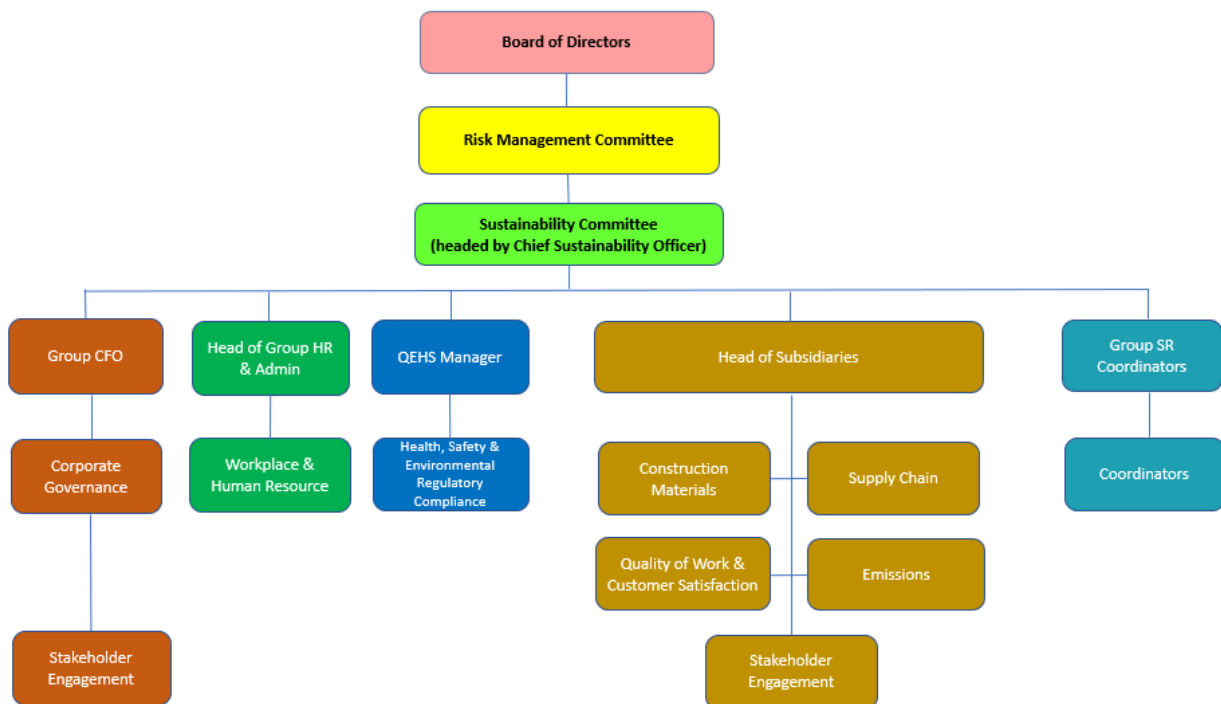 Board of Directors
Risk Management Committee
Sustainability Committee
(headed by Chief Sustainability Officer)
Group CFO
Head of Group HR
& Admin
QEHS Manager
Head of Subsidiaries
Group SR
Coordinators
Corporate
Governance
Workplace &
Human Resource
Health, Safety &
Environmental
Regulatory
Compliance
Construction
Materials
Supply Chain
Coordinators
Quality of Work &
Customer Satisfaction
Emissions
Stakeholder
Engagement
Stakeholder
Engagement